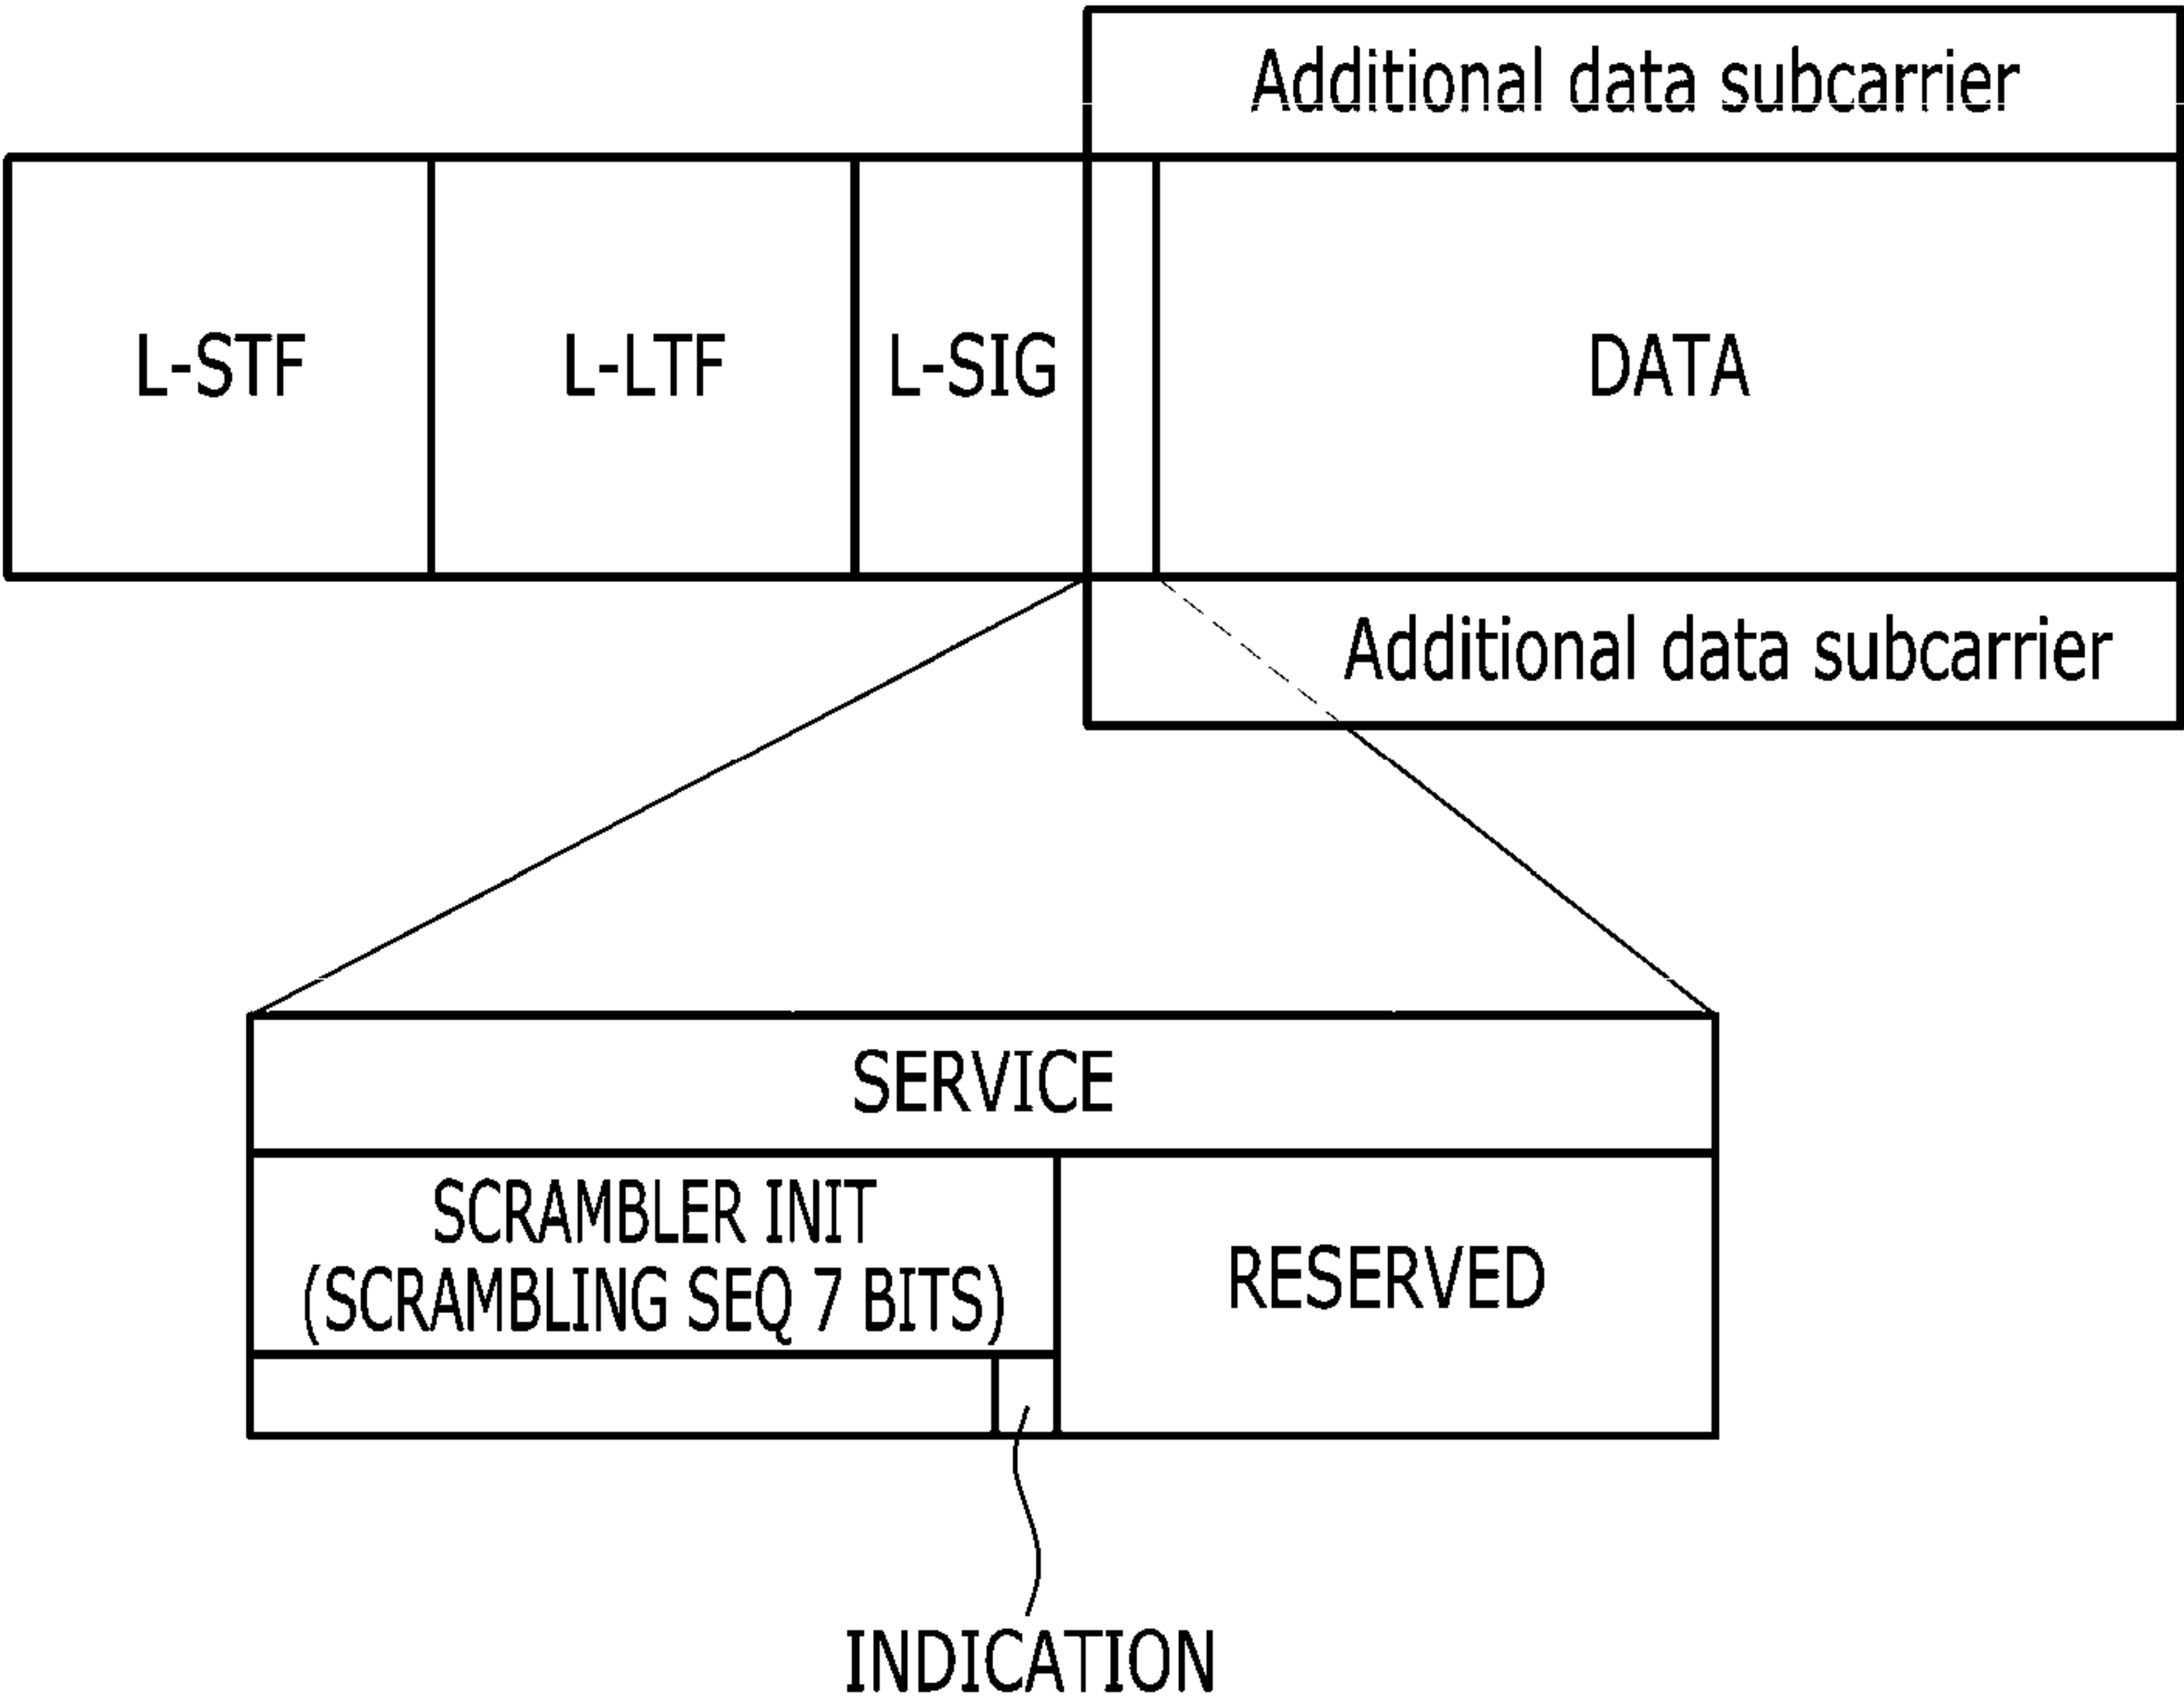 Additional data subcarrier
L-STF
L-LTF
L-SIG
DATA
Additional data subcarrier
SERVICE
SCRAMBLER INIT
(SCRAMBLING SEQ 7 BITS)
RESERVED
INDICATION